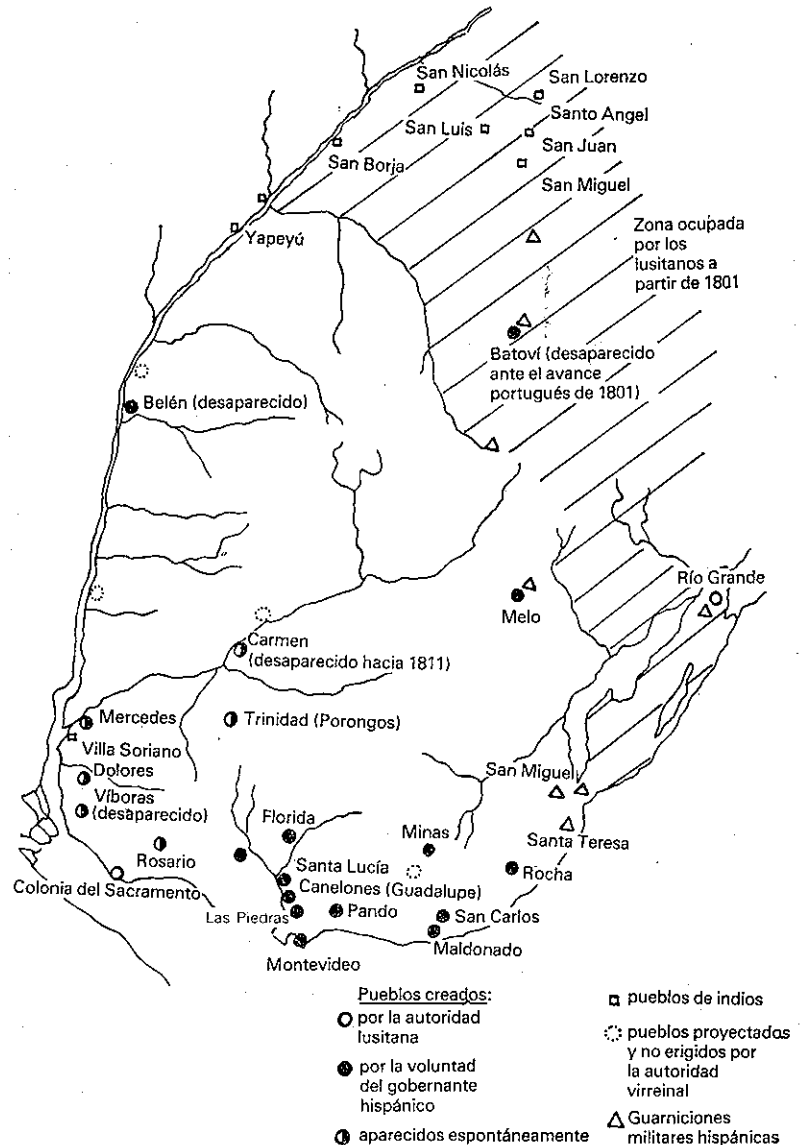 San Nicolás
San Lorenzo
Santo Angel
San Luis
San Juan
San Borja
San Miguel
Yapeyú
Zona ocupada
por los
lusitanos a
partir de 1801
Batoví (desaparecido
ante el avance
portugués de 1801)
Belén (desaparecido)
Río Grande
Melo
Carmen
(desaparecido hacia 1811)
Mercedes
Trinidad (Porongos)
Villa Soriano
Dolores
San Miguel
Víboras
(desaparecido)
Florida
Minas
Santa Teresa
Rosario
Santa Lucía
Rocha
Colonia del Sacramento
Canelones (Guadalupe)
Las Piedras
Pando
San Carlos
Maldonado
Montevideo
Pueblos creados:
por la autoridad
lusitana
por la voluntad
del gobernante
hispánico
aparecidos espontáneamente
pueblos de indios
pueblos proyectados
y no erigidos por
la autoridad
virreinal
Guarniciones
militares hispánicas